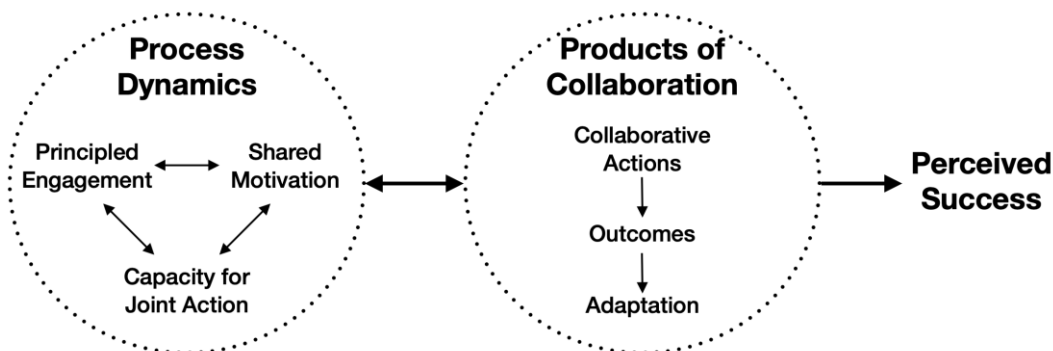 Process
Dynamics
Principled
Engagement
Shared
Motivation
Capacity for
Joint Action
Products of
Collaboration
Collaborative
Actions
Outcomes
Adaptation
Perceived
Success